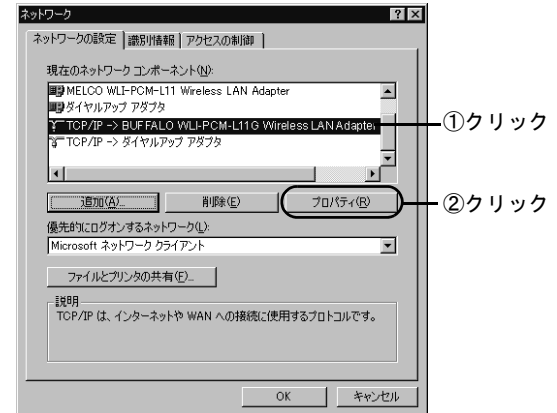 ネットワーク
ネットワークの設定 識別情報 アクセスの制御
現在のネットワーク コンポーネント(N):
MELCO WLI-PCM-L11 Wireless LAN Adapter
ダイヤルアップ アダプタ
TCP/IP -> BUFFALO WLI-PCM-L11G Wireless LAN Adapter
TCP/IP -> ダイヤルアップ アダプタ
①クリック
追加(A)... 削除(E) プロパティ(R)
②クリック
優先的にログオンするネットワーク(L):
Microsoft ネットワーク クライアント
ファイルとプリンタの共有(F)...
説明
TCP/IP は、インターネットや WAN への接続に使用するプロトコルです。
OK キャンセル